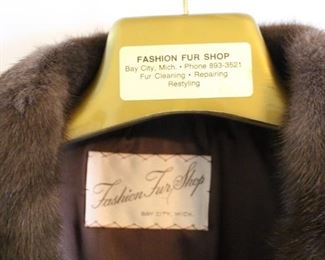 FASHION FUR SHOP
Bay City, Mich. • Phone 893-3521
Fur Cleaning • Repairing
Restyling
Fashion Fur Shop
BAY CITY, MICH.